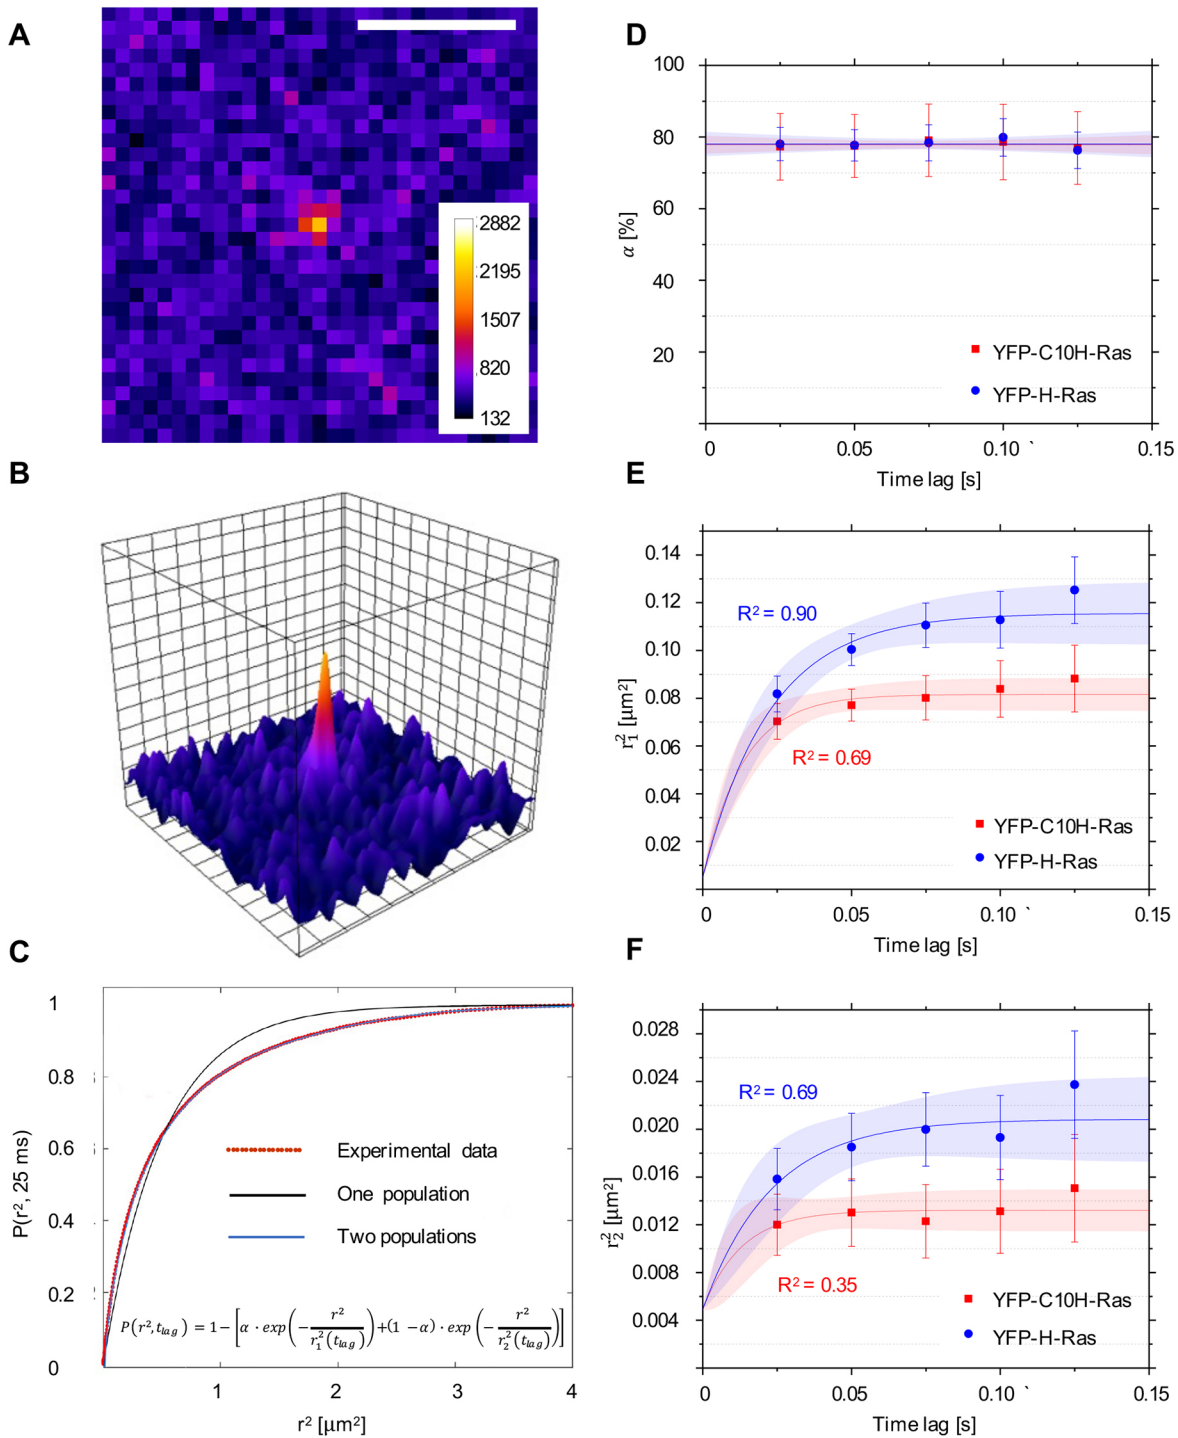 A
2882
2195
1507
820
132
B
C
1
0.8
0.6
0.4
0.2
0
P(r², 25 ms)
Experimental data
One population
Two populations
P(r², t_lag) = 1 − [α · exp(− r² / r₁²(t_lag)) + (1 − α) · exp(− r² / r₂²(t_lag))]
1 2 3 4
r² [μm²]
D
100
80
60
40
20
α [%]
YFP-C10H-Ras
YFP-H-Ras
0 0.05 0.10 ` 0.15
Time lag [s]
E
0.14
0.12
0.10
0.08
0.06
0.04
0.02
r₁² [μm²]
R² = 0.90
R² = 0.69
YFP-C10H-Ras
YFP-H-Ras
0 0.05 0.10 ` 0.15
Time lag [s]
F
0.028
0.024
0.020
0.016
0.012
0.008
0.004
r₂² [μm²]
R² = 0.69
R² = 0.35
YFP-C10H-Ras
YFP-H-Ras
0 0.05 0.10 ` 0.15
Time lag [s]